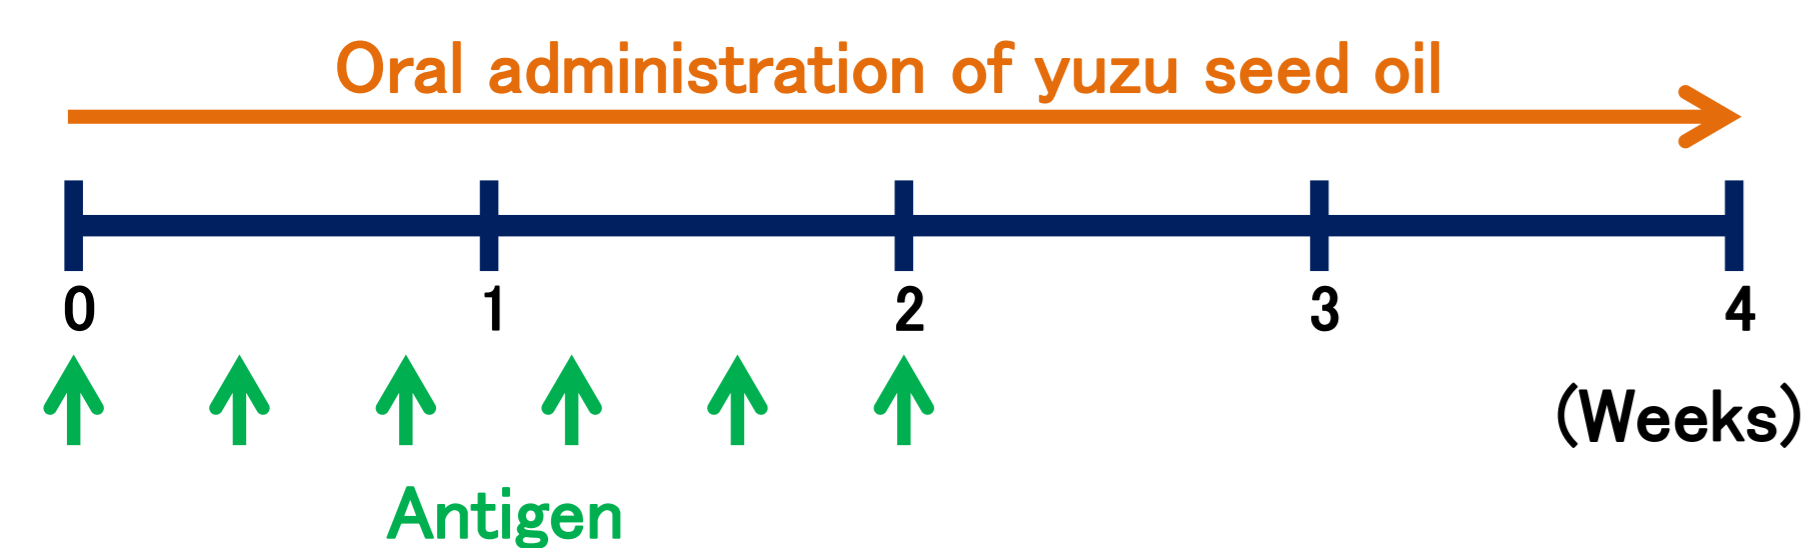 Oral administration of yuzu seed oil
0 1 2 3 4
(Weeks)
Antigen